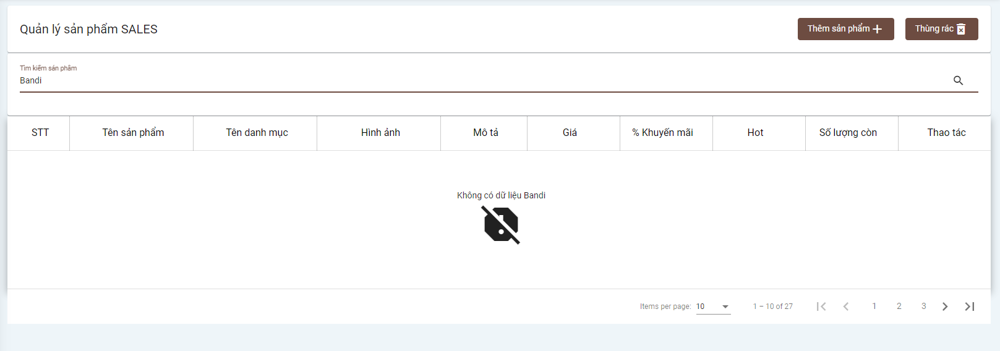 Quản lý sản phẩm SALES
Thêm sản phẩm
Thùng rác
Tìm kiếm sản phẩm
Bandi
STT Tên sản phẩm Tên danh mục Hình ảnh Mô tả Giá % Khuyến mãi Hot Số lượng còn Thao tác
Không có dữ liệu Bandi
Items per page: 10 1 – 10 of 27 1 2 3